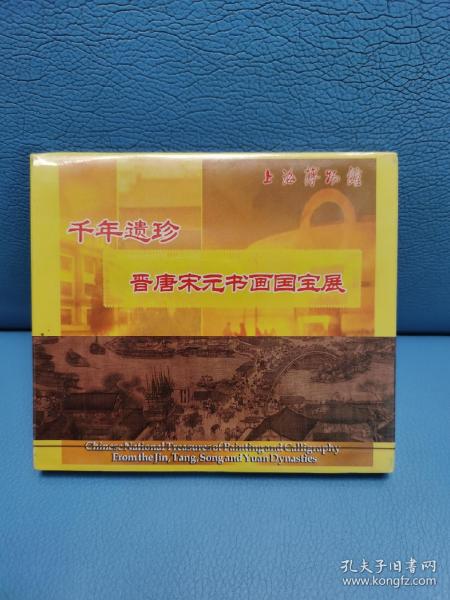 上海博物館
千年遗珍
晋唐宋元书画国宝展
Chinese National Treasures of Painting and Calligraphy
From the Jin, Tang, Song and Yuan Dynasties
孔夫子旧书网
www.kongfz.com